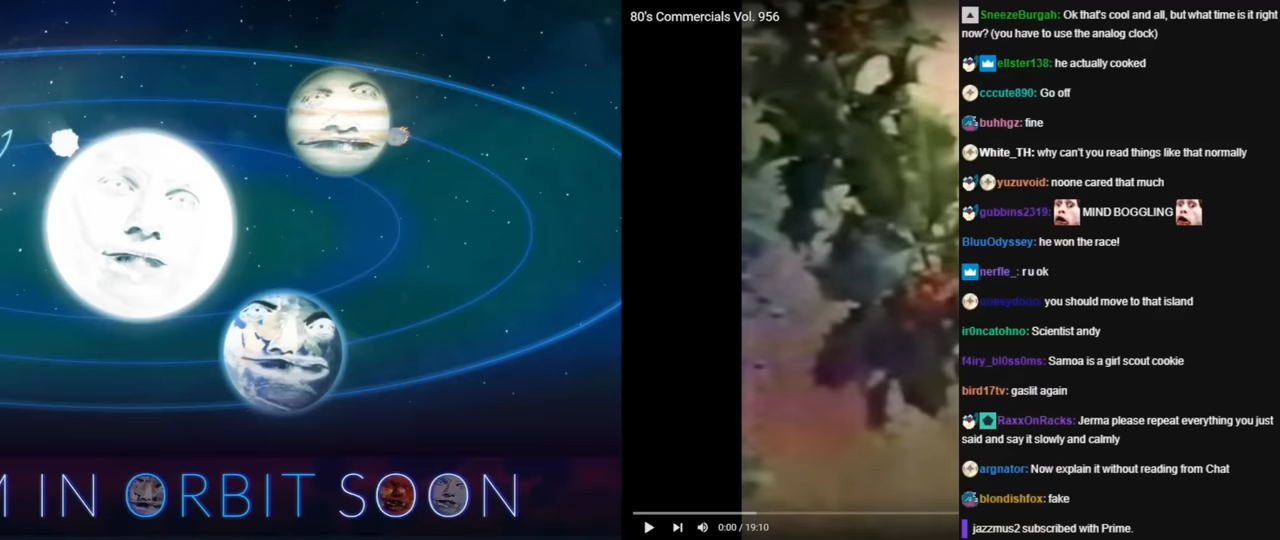 IN ORBIT SOON
80's Commercials Vol. 956
0:00 / 19:10
SneezeBurgah: Ok that's cool and all, but what time is it right
now? (you have to use the analog clock)
ellster138: he actually cooked
cccute890: Go off
buhhgz: fine
White_TH: why can't you read things like that normally
yuzuvoid: noone cared that much
gubbins2319: MIND BOGGLING
BluuOdyssey: he won the race!
nerfle_: r u ok
you should move to that island
ir0ncatohno: Scientist andy
f4iry_bl0ss0ms: Samoa is a girl scout cookie
bird17tv: gaslit again
RaxxOnRacks: Jerma please repeat everything you just
said and say it slowly and calmly
argnator: Now explain it without reading from Chat
blondishfox: fake
jazzmus2 subscribed with Prime.